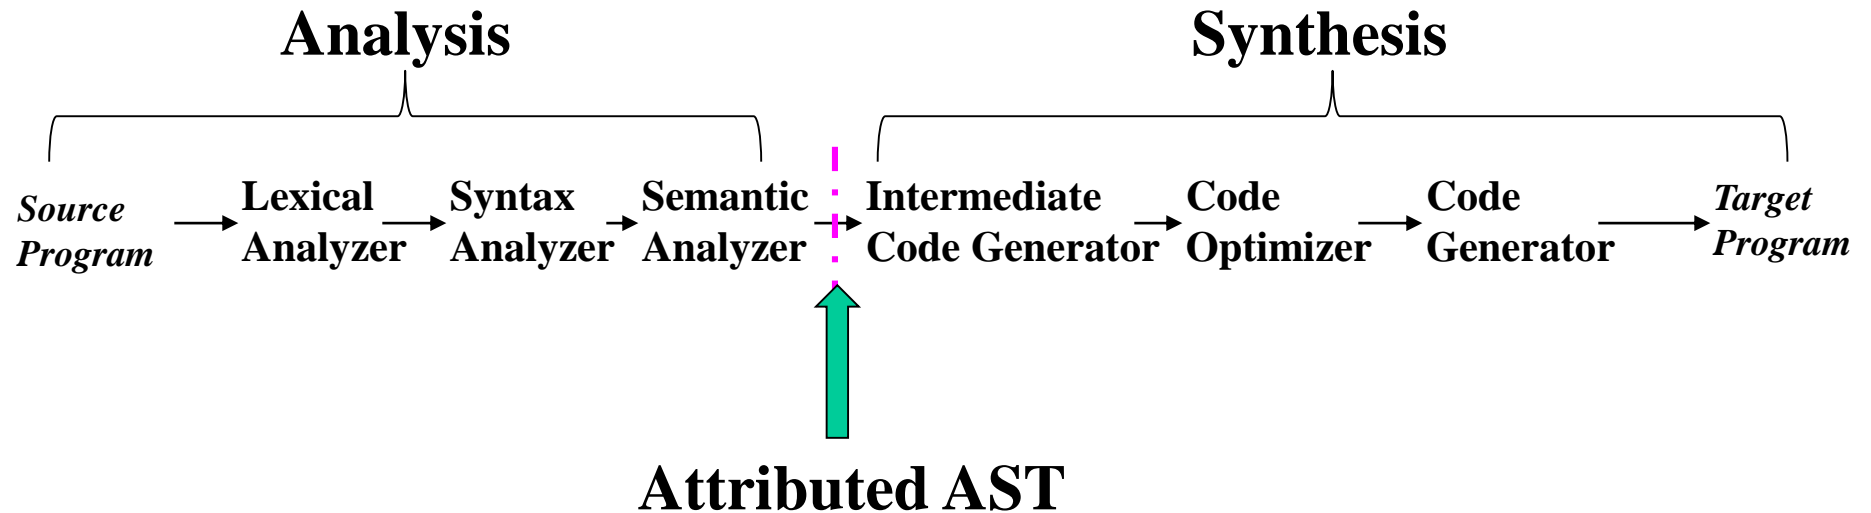 Analysis
Synthesis
Source
Program
Lexical
Analyzer
Syntax
Analyzer
Semantic
Analyzer
Intermediate
Code Generator
Code
Optimizer
Code
Generator
Target
Program
Attributed AST